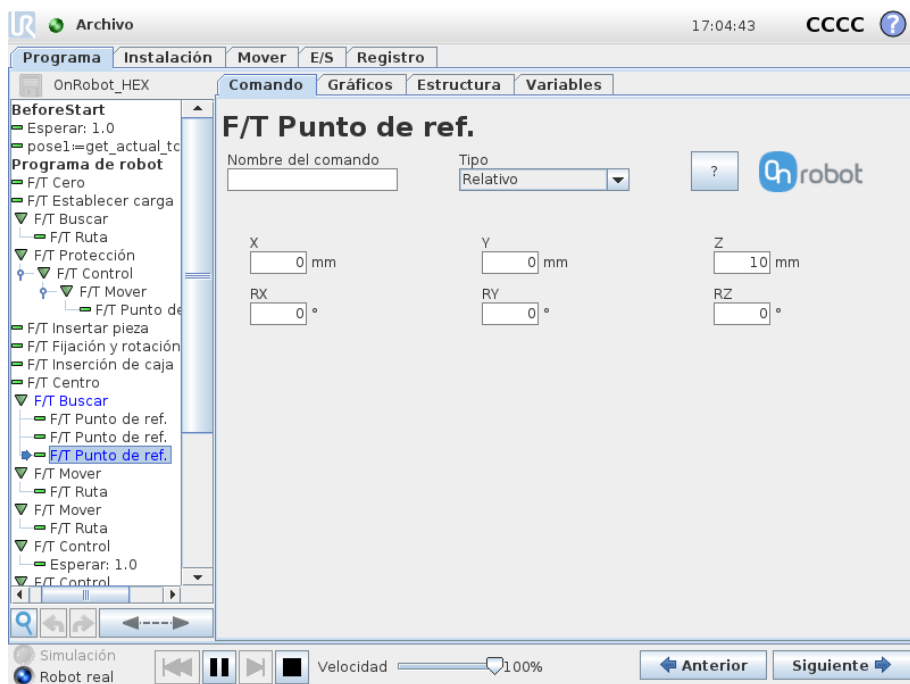 UR Archivo 17:04:43 CCCC ?
Programa Instalación Mover E/S Registro
OnRobot_HEX Comando Gráficos Estructura Variables
BeforeStart
Esperar: 1.0
pose1:=get_actual_tc
Programa de robot
F/T Cero
F/T Establecer carga
F/T Buscar
F/T Ruta
F/T Protección
F/T Control
F/T Mover
F/T Punto de
F/T Insertar pieza
F/T Fijación y rotación
F/T Inserción de caja
F/T Centro
F/T Buscar
F/T Punto de ref.
F/T Punto de ref.
F/T Punto de ref.
F/T Mover
F/T Ruta
F/T Mover
F/T Ruta
F/T Control
Esperar: 1.0
F/T Control
F/T Punto de ref.
Nombre del comando Tipo
Relativo ? On robot
X Y Z
0 mm 0 mm 10 mm
RX RY RZ
0 ° 0 ° 0 °
Simulación
Robot real
Velocidad 100% Anterior Siguiente